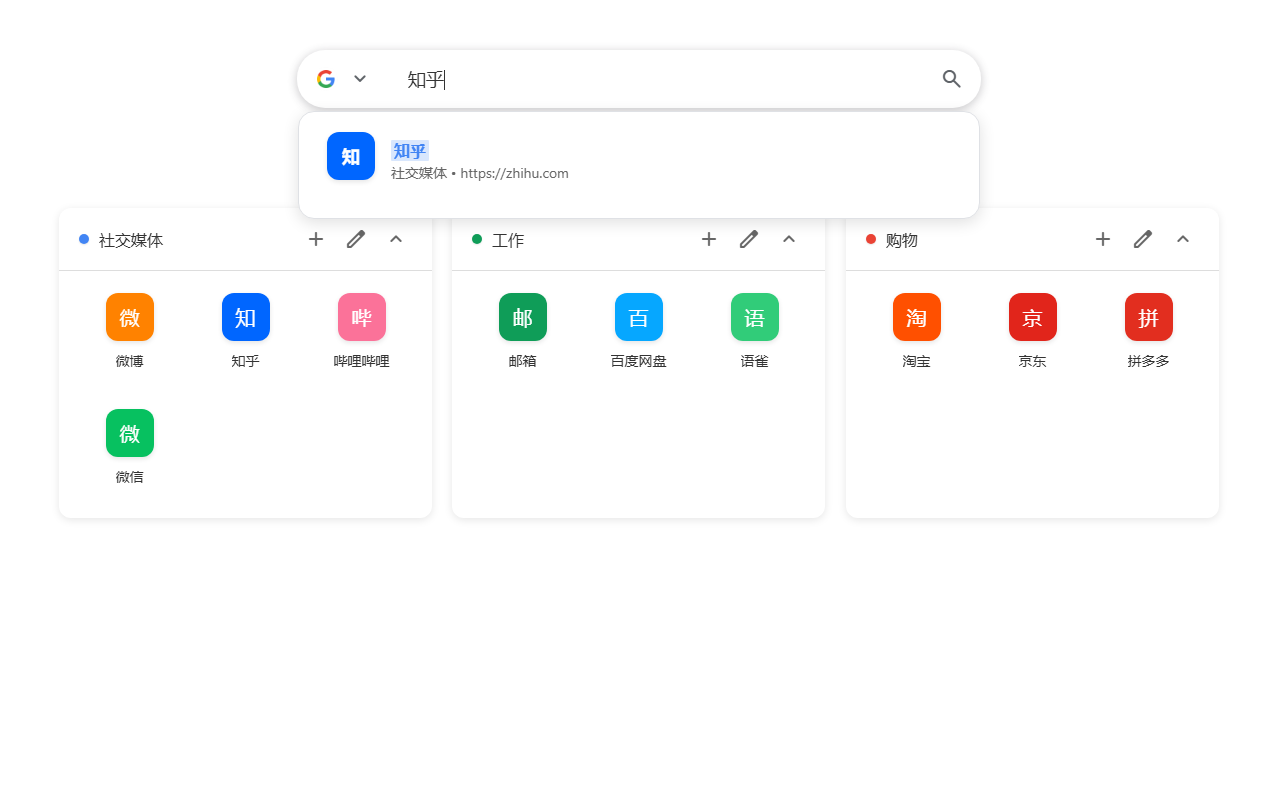 知乎
知
知乎
社交媒体 • https://zhihu.com
社交媒体
工作
购物
微
知
哔
邮
百
语
淘
京
拼
微博
知乎
哔哩哔哩
邮箱
百度网盘
语雀
淘宝
京东
拼多多
微
微信